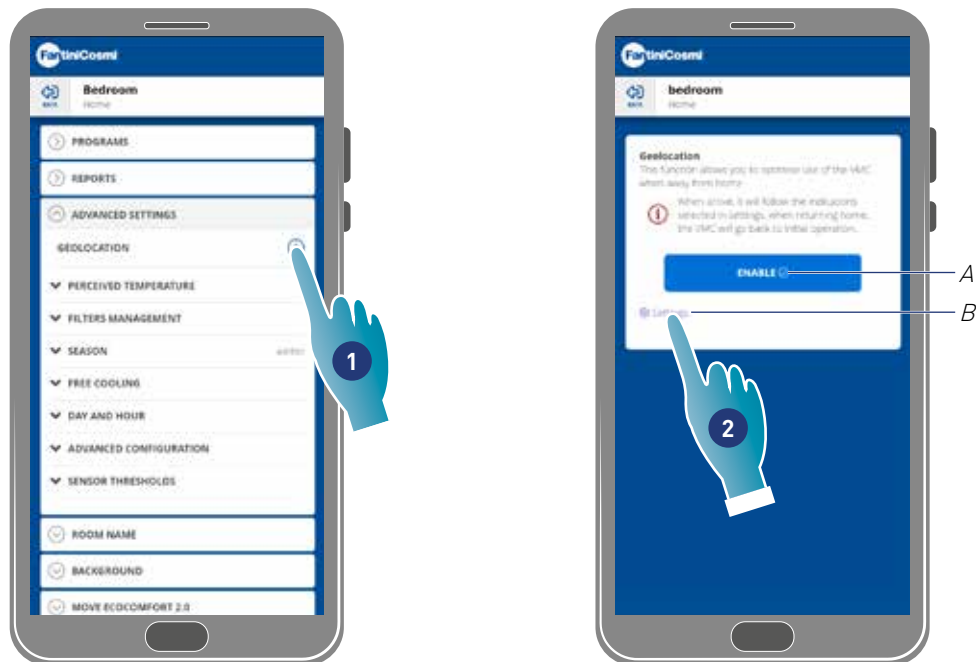 FantiniCosmi
BACK
Bedroom
Home
PROGRAMS
REPORTS
ADVANCED SETTINGS
GEOLOCATION
PERCEIVED TEMPERATURE
FILTERS MANAGEMENT
SEASON
winter
FREE COOLING
DAY AND HOUR
ADVANCED CONFIGURATION
SENSOR THRESHOLDS
ROOM NAME
BACKGROUND
MOVE ECOCOMFORT 2.0
1
FantiniCosmi
BACK
bedroom
Home
Geolocation
This function allows you to optimise use of the VMC
when away from home
When active, it will follow the indications
selected in settings, when returning home,
the VMC will go back to initial operation.
ENABLE
A
Settings
B
2